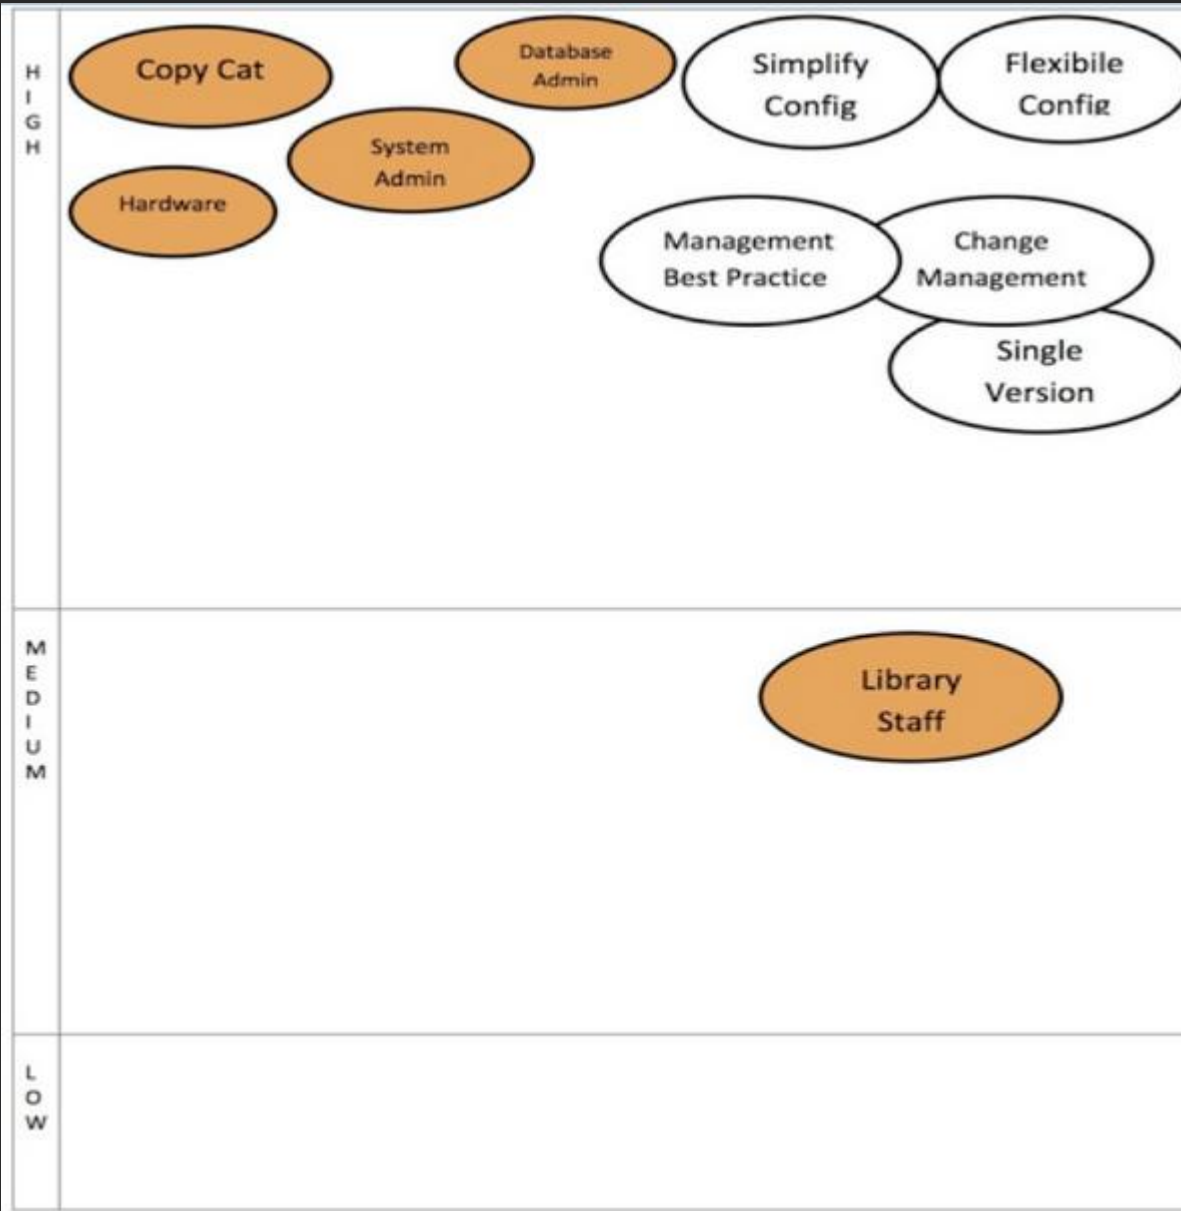 H
I
G
H
Copy Cat
Database
Admin
Simplify
Config
Flexibile
Config
System
Admin
Hardware
Management
Best Practice
Change
Management
Single
Version
M
E
D
I
U
M
Library
Staff
L
O
W